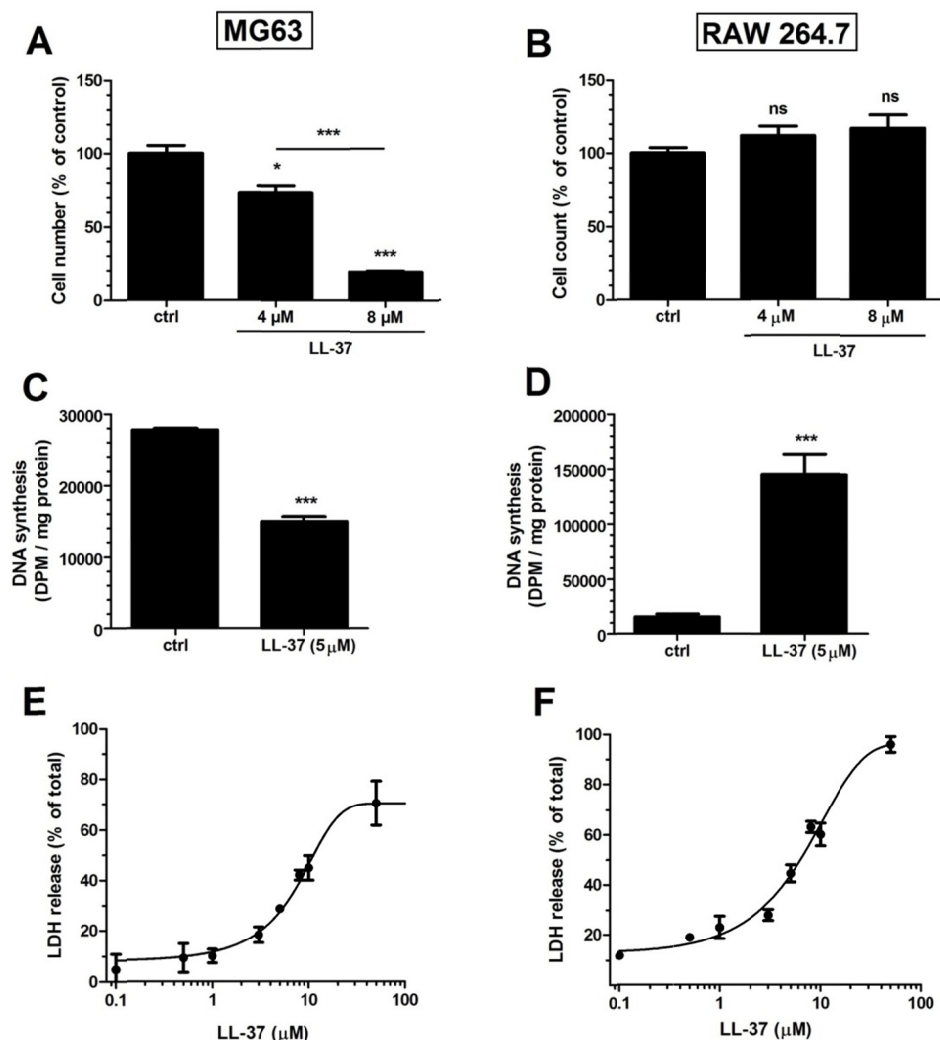 A
MG63
B
RAW 264.7
Cell number (% of control)
150
100
50
0
***
*
***
ctrl
4 µM
8 µM
LL-37
Cell count (% of control)
150
100
50
0
ns
ns
ctrl
4 µM
8 µM
LL-37
C
DNA synthesis
(DPM / mg protein)
30000
20000
10000
0
***
ctrl
LL-37 (5µM)
D
DNA synthesis
(DPM / mg protein)
200000
150000
100000
50000
0
***
ctrl
LL-37 (5µM)
E
LDH release (% of total)
100
80
60
40
20
0
0.1
1
10
100
LL-37 (µM)
F
LDH release (% of total)
100
80
60
40
20
0.1
1
10
100
LL-37 (µM)